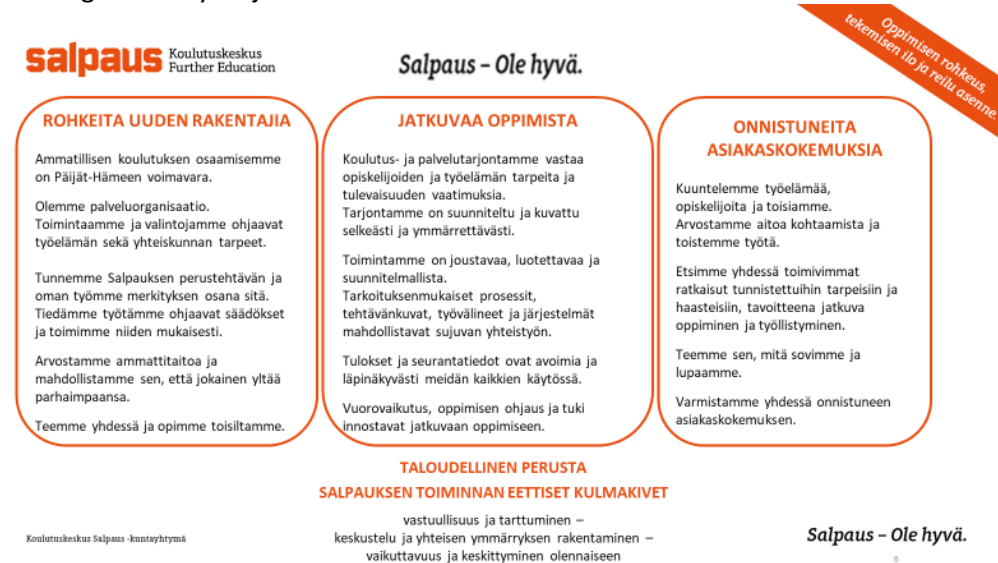 salpaus Koulutuskeskus
Further Education
Salpaus – Ole hyvä.
Oppimisen rohkeus,
tekemisen ilo ja reilu asenne.
ROHKEITA UUDEN RAKENTAJIA
Ammatillisen koulutuksen osaamisemme
on Päijät-Hämeen voimavara.
Olemme palveluorganisaatio.
Toimintaamme ja valintojamme ohjaavat
työelämän sekä yhteiskunnan tarpeet.
Tunnemme Salpauksen perustehtävän ja
oman työmme merkityksen osana sitä.
Tiedämme työtämme ohjaavat säädökset
ja toimimme niiden mukaisesti.
Arvostamme ammattitaitoa ja
mahdollistamme sen, että jokainen yltää
parhaimpaansa.
Teemme yhdessä ja opimme toisiltamme.
JATKUVAA OPPIMISTA
Koulutus- ja palvelutarjontamme vastaa
opiskelijoiden ja työelämän tarpeita ja
tulevaisuuden vaatimuksia.
Tarjontamme on suunniteltu ja kuvattu
selkeästi ja ymmärrettävästi.
Toimintamme on joustavaa, luotettavaa ja
suunnitelmallista.
Tarkoituksenmukaiset prosessit,
tehtävänkuvat, työvälineet ja järjestelmät
mahdollistavat sujuvan yhteistyön.
Tulokset ja seurantatiedot ovat avoimia ja
läpinäkyvästi meidän kaikkien käytössä.
Vuorovaikutus, oppimisen ohjaus ja tuki
innostavat jatkuvaan oppimiseen.
ONNISTUNEITA
ASIAKASKOKEMUKSIA
Kuuntelemme työelämää,
opiskelijoita ja toisiamme.
Arvostamme aitoa kohtaamista ja
toistemme työtä.
Etsimme yhdessä toimivimmat
ratkaisut tunnistettuihin tarpeisiin ja
haasteisiin, tavoitteena jatkuva
oppiminen ja työllistyminen.
Teemme sen, mitä sovimme ja
lupaamme.
Varmistamme yhdessä onnistuneen
asiakaskokemuksen.
TALOUDELLINEN PERUSTA
SALPAUKSEN TOIMINNAN EETTISET KULMAKIVET
vastuullisuus ja tarttuminen –
keskustelu ja yhteisen ymmärryksen rakentaminen –
vaikuttavuus ja keskittyminen olennaiseen
Koulutuskeskus Salpaus -kuntayhtymä
Salpaus – Ole hyvä.
6